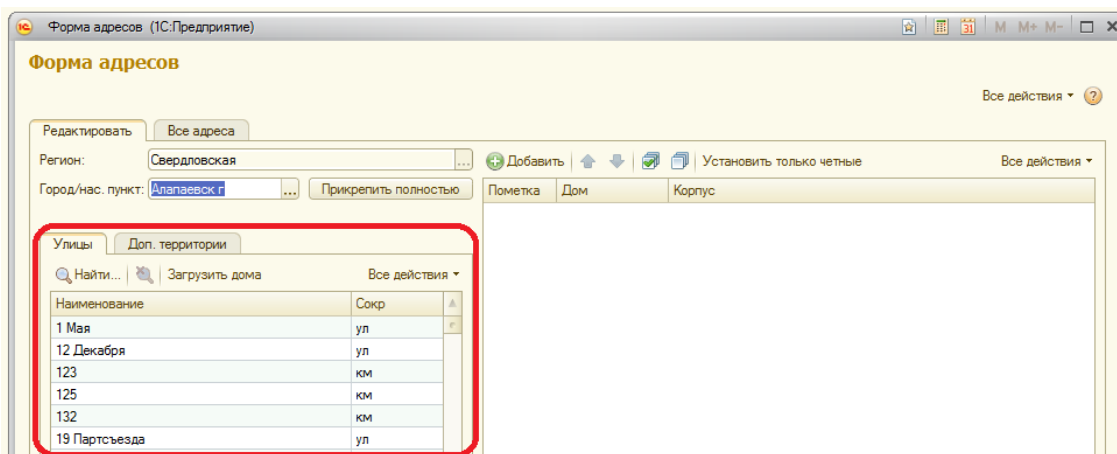 1С Форма адресов (1С:Предприятие) 31 M M+ M-
Форма адресов
Все действия ?
Редактировать Все адреса
Регион: Свердловская ... Добавить Установить только четные Все действия
Город/нас. пункт: Алапаевск г ... Прикрепить полностью Пометка Дом Корпус
Улицы Доп. территории
Найти... Загрузить дома Все действия
Наименование Сокр
1 Мая ул
12 Декабря ул
123 км
125 км
132 км
19 Партсъезда ул